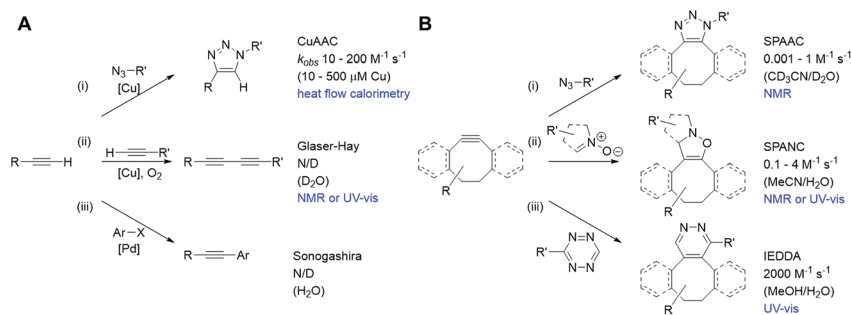 A
(i)
N₃–R'
[Cu]
N N N R'
R H
CuAAC
k_obs 10 - 200 M⁻¹ s⁻¹
(10 - 500 μM Cu)
heat flow calorimetry
R H
(ii)
H R'
[Cu], O₂
R R'
Glaser-Hay
N/D
(D₂O)
NMR or UV-vis
(iii)
Ar–X
[Pd]
R Ar
Sonogashira
N/D
(H₂O)
B
R
(i)
N₃–R'
N N N R'
R
SPAAC
0.001 - 1 M⁻¹ s⁻¹
(CD₃CN/D₂O)
NMR
(ii)
R' N⊕ O⊖
R' N O
R
SPANC
0.1 - 4 M⁻¹ s⁻¹
(MeCN/H₂O)
NMR or UV-vis
(iii)
R' N N N N
N N R'
R
IEDDA
2000 M⁻¹ s⁻¹
(MeOH/H₂O)
UV-vis